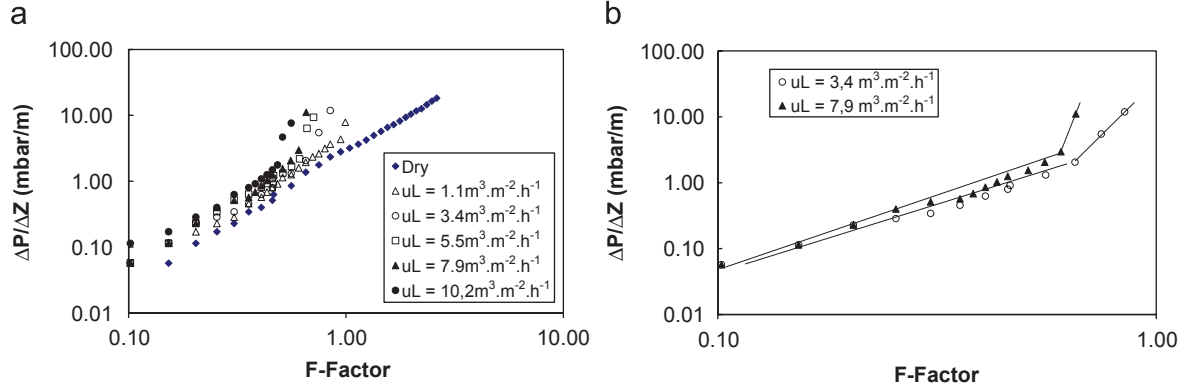 a
100.00
10.00
1.00
0.10
0.01
0.10
1.00
10.00
ΔP/ΔZ (mbar/m)
F-Factor
Dry
uL = 1.1m³.m⁻².h⁻¹
uL = 3.4m³.m⁻².h⁻¹
uL = 5.5m³.m⁻².h⁻¹
uL = 7.9m³.m⁻².h⁻¹
uL = 10,2m³.m⁻².h⁻¹
b
100.00
10.00
1.00
0.10
0.01
0.10
1.00
ΔP/ΔZ (mbar/m)
F-Factor
uL = 3,4 m³.m⁻².h⁻¹
uL = 7,9 m³.m⁻².h⁻¹